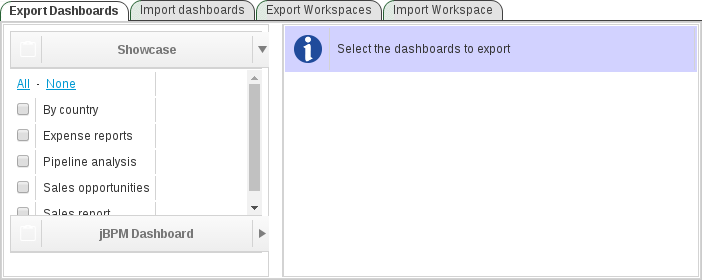 Export Dashboards Import dashboards Export Workspaces Import Workspace
Showcase
All - None
By country
Expense reports
Pipeline analysis
Sales opportunities
Sales report
jBPM Dashboard
Select the dashboards to export